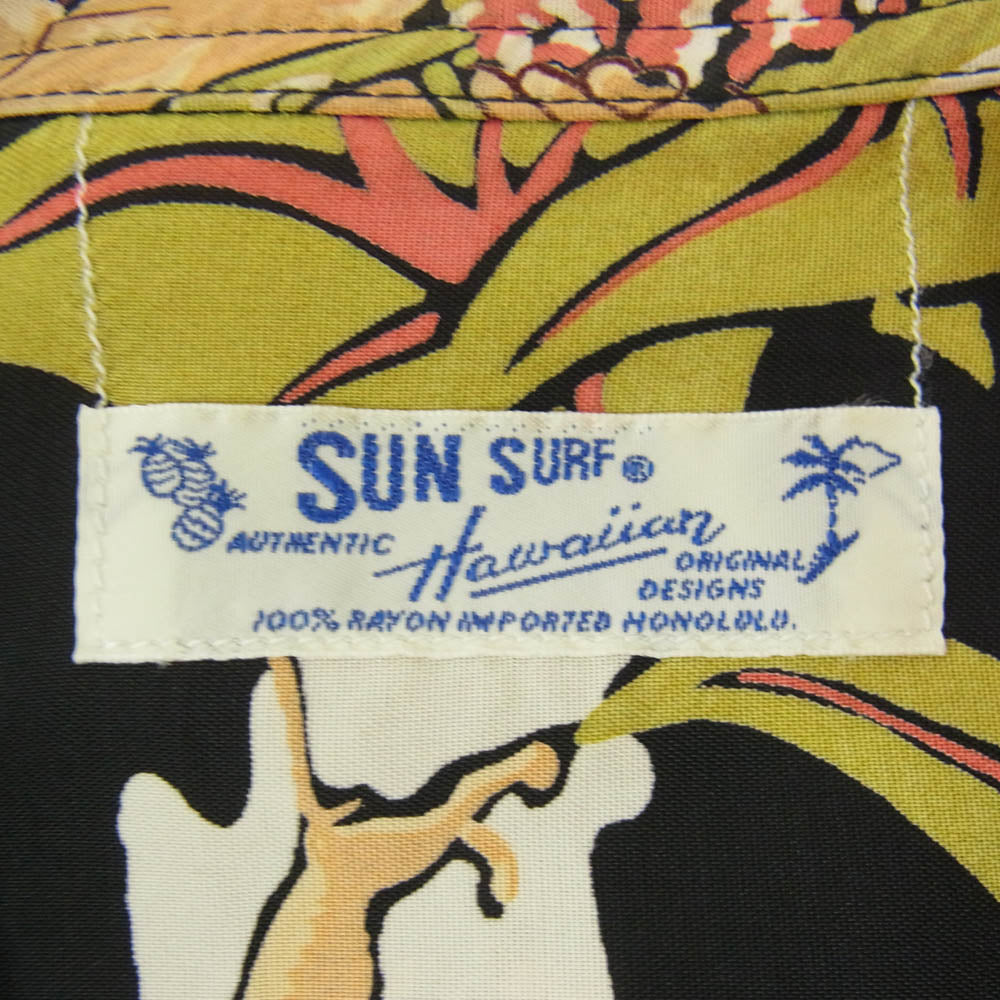 SUN SURF®
AUTHENTIC Hawaiian ORIGINAL
DESIGNS
100% RAYON IMPORTED HONOLULU.